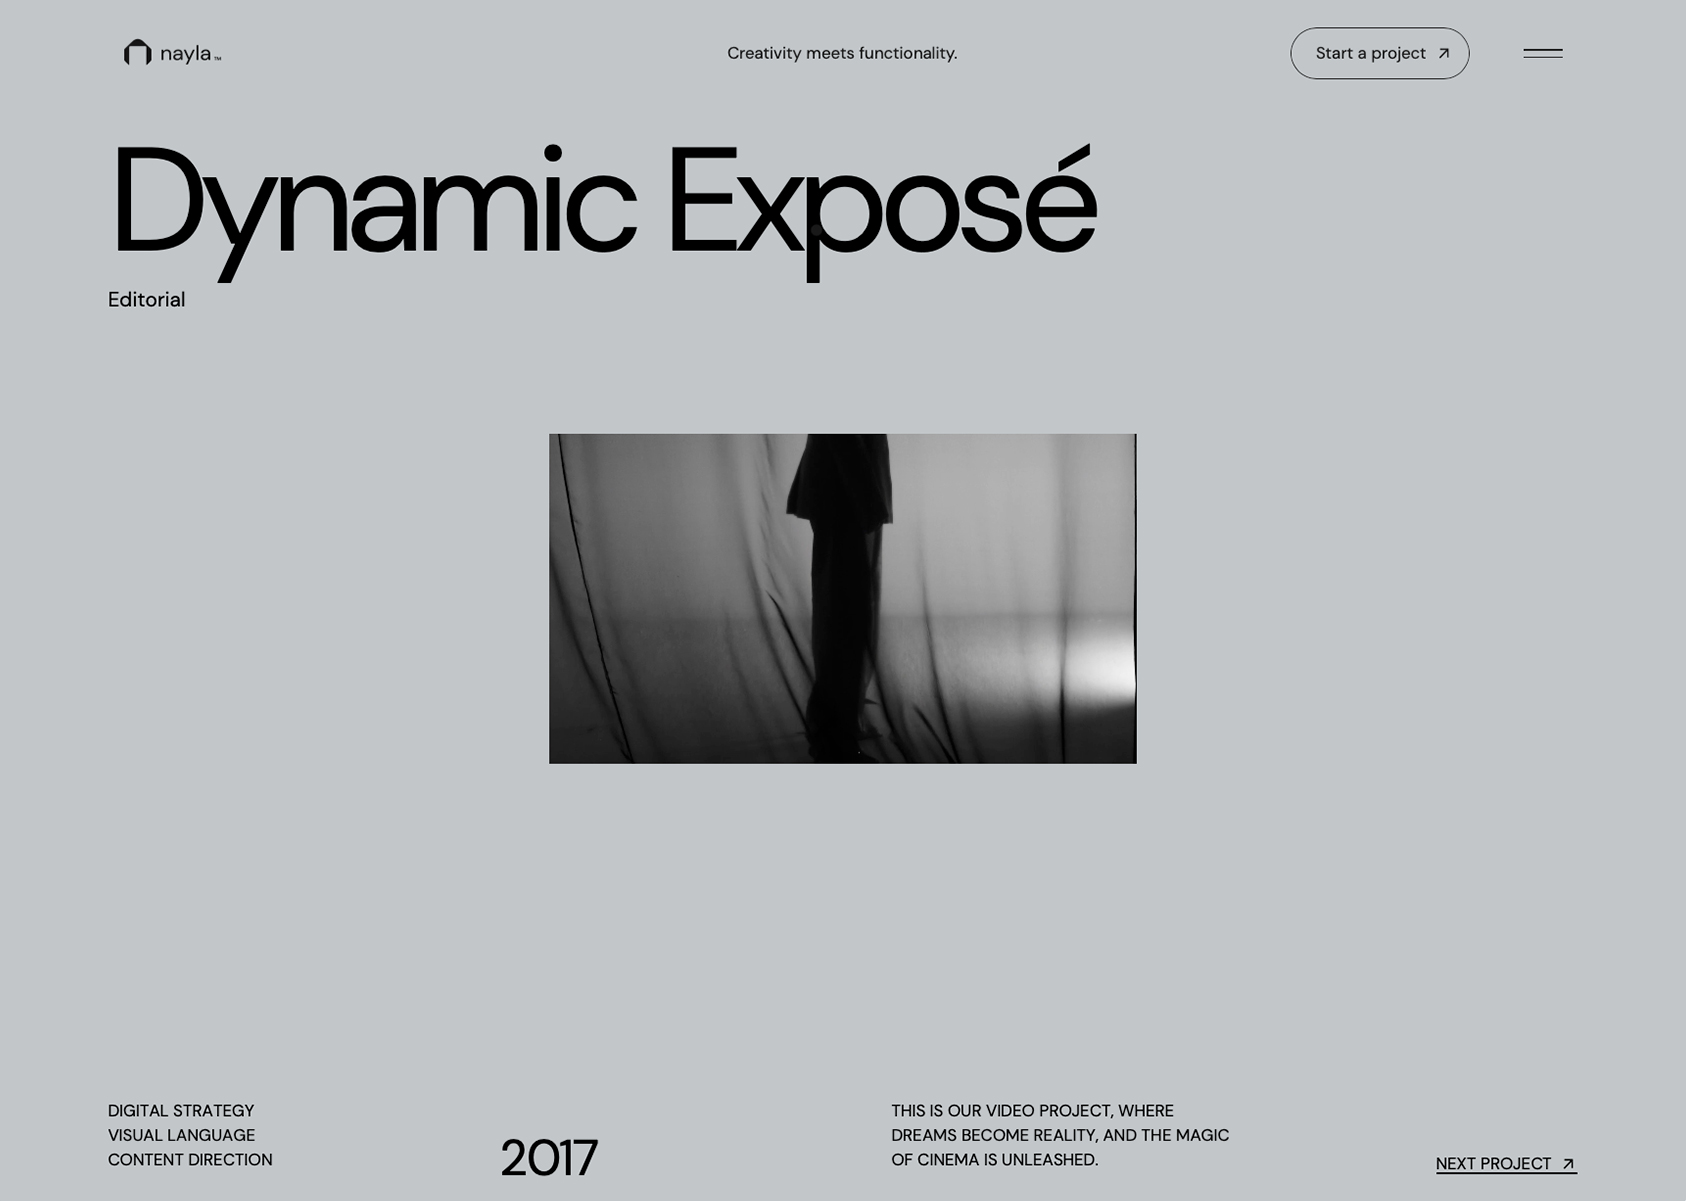 nayla™
Creativity meets functionality.
Start a project
Dynamic Exposé
Editorial
DIGITAL STRATEGY
VISUAL LANGUAGE
CONTENT DIRECTION
2017
THIS IS OUR VIDEO PROJECT, WHERE
DREAMS BECOME REALITY, AND THE MAGIC
OF CINEMA IS UNLEASHED.
NEXT PROJECT